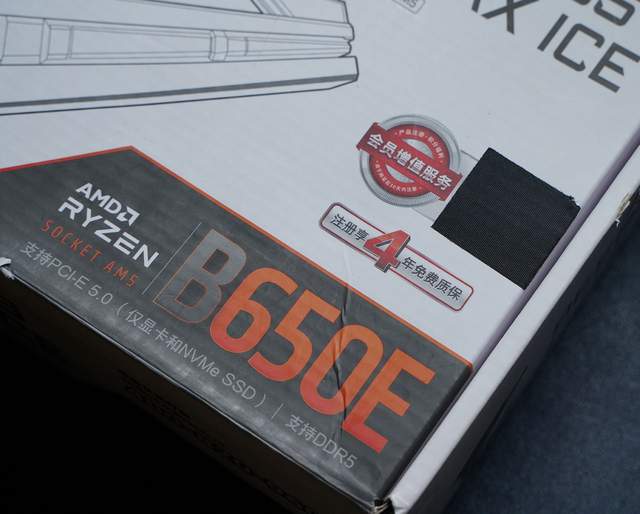 AX ICE
会员增值服务
注册享4年免费质保
AMD
RYZEN
SOCKET AM5
B650E
支持PCI-E 5.0（仅显卡和NVMe SSD）｜支持DDR5